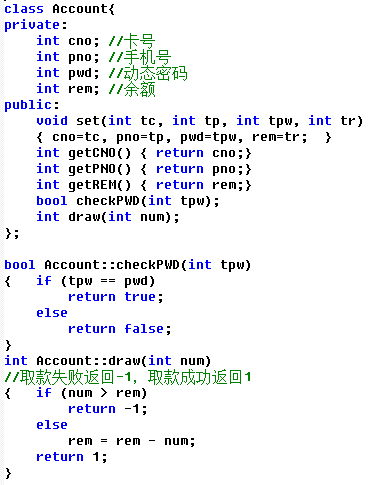 class Account{
private:
    int cno; //卡号
    int pno; //手机号
    int pwd; //动态密码
    int rem; //余额
public:
    void set(int tc, int tp, int tpw, int tr)
    { cno=tc, pno=tp, pwd=tpw, rem=tr;  }
    int getCNO() { return cno;}
    int getPNO() { return pno;}
    int getREM() { return rem;}
    bool checkPWD(int tpw);
    int draw(int num);
};

bool Account::checkPWD(int tpw)
{   if (tpw == pwd)
        return true;
    else
        return false;
}
int Account::draw(int num)
//取款失败返回-1，取款成功返回1
{   if (num > rem)
        return -1;
    else
        rem = rem - num;
    return 1;
}